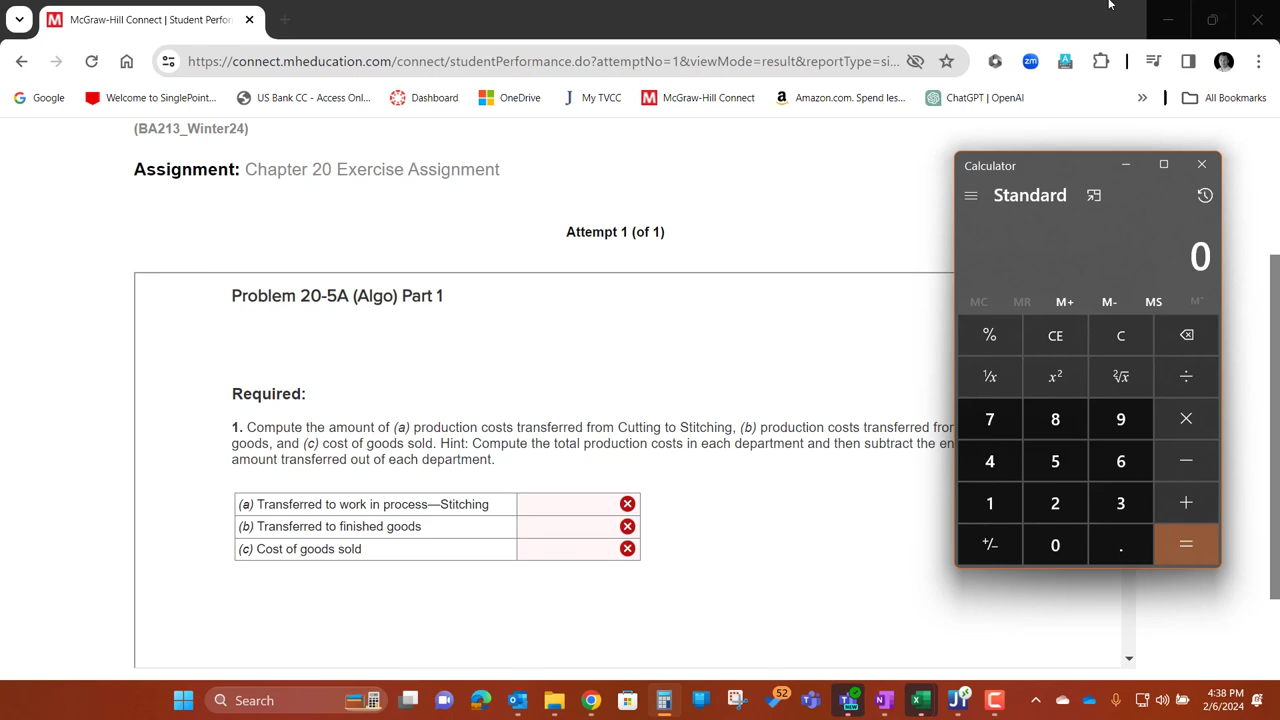 McGraw-Hill Connect | Student Perfor
https://connect.mheducation.com/connect/studentPerformance.do?attemptNo=1&viewMode=result&reportType=si...
zm
Google
Welcome to SinglePoint...
US Bank CC - Access Onl...
Dashboard
OneDrive
J My TVCC
McGraw-Hill Connect
Amazon.com. Spend les...
ChatGPT | OpenAI
All Bookmarks
(BA213_Winter24)
Assignment: Chapter 20 Exercise Assignment
Attempt 1 (of 1)
Problem 20-5A (Algo) Part 1
Required:
1. Compute the amount of (a) production costs transferred from Cutting to Stitching, (b) production costs transferred from
goods, and (c) cost of goods sold. Hint: Compute the total production costs in each department and then subtract the en
amount transferred out of each department.
(a) Transferred to work in process—Stitching
(b) Transferred to finished goods
(c) Cost of goods sold
Calculator
Standard
0
MC MR M+ M- MS M˅
% CE C
¹/x x² ²√x ÷
7 8 9 ×
4 5 6 −
1 2 3 +
+/− 0 . =
Search
52
4:38 PM
2/6/2024